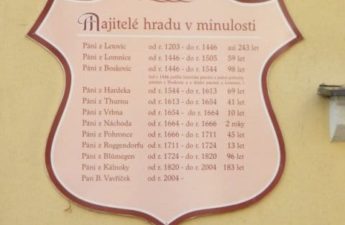 Majitelé hradu v minulosti
Páni z Letovic od r. 1203 - do r. 1446 asi 243 let
Páni z Lomnice od r. 1446 - do r. 1505 59 let
Páni z Boskovic od r. 1446 - do r. 1544 98 let
Páni z Hardeka od r. 1544 - do r. 1613 69 let
Páni z Thurnu od r. 1613 - do r. 1654 41 let
Páni z Vrbna od r. 1654 - do r. 1664 10 let
Páni z Náchoda od r. 1664 - do r. 1666 2 roky
Páni z Pohronce od r. 1666 - do r. 1711 45 let
Páni z Roggendorfu od r. 1711 - do r. 1724 13 let
Páni z Blümegen od r. 1724 - do r. 1820 96 let
Páni z Kálnoky od r. 1820 - do r. 2004 183 let
Pan B. Vavříček od r. 2004 -